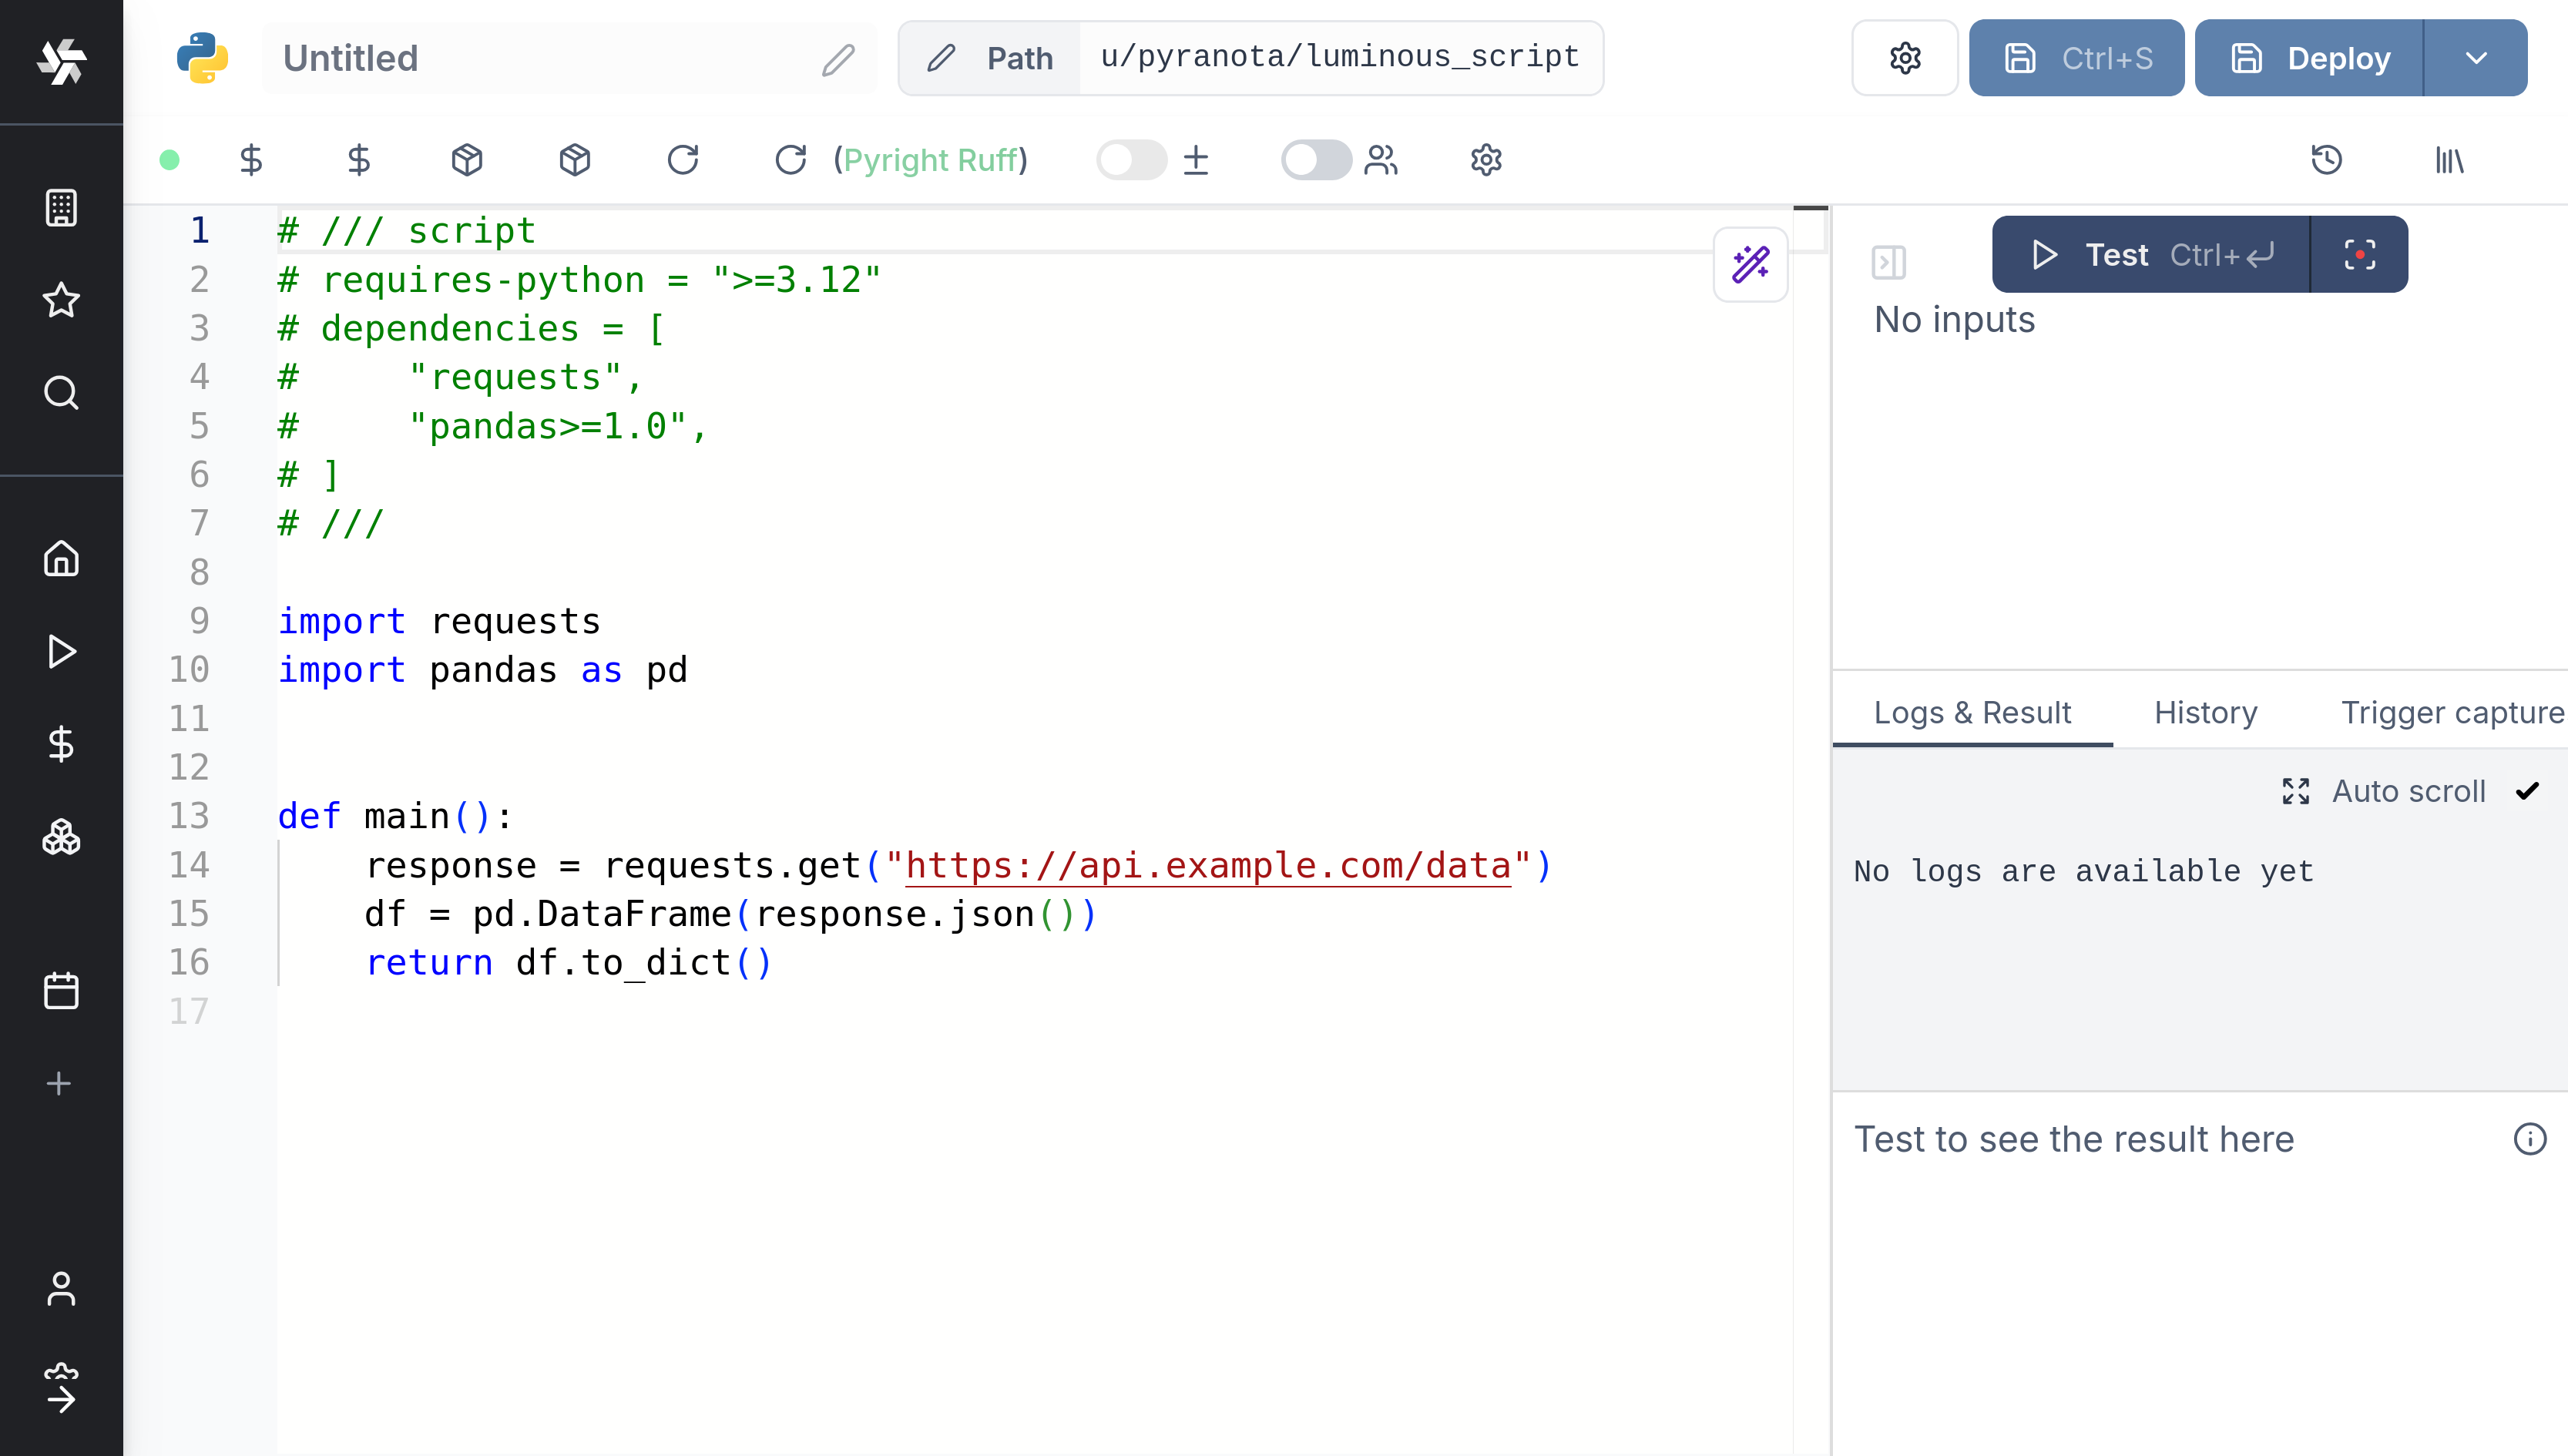 Untitled
Path u/pyranota/luminous_script
Ctrl+S
Deploy
(Pyright Ruff)
1 # /// script
2 # requires-python = ">=3.12"
3 # dependencies = [
4 #     "requests",
5 #     "pandas>=1.0",
6 # ]
7 # ///
8
9 import requests
10 import pandas as pd
11
12
13 def main():
14     response = requests.get("https://api.example.com/data")
15     df = pd.DataFrame(response.json())
16     return df.to_dict()
17
Test Ctrl+
No inputs
Logs & Result History Trigger capture
Auto scroll
No logs are available yet
Test to see the result here